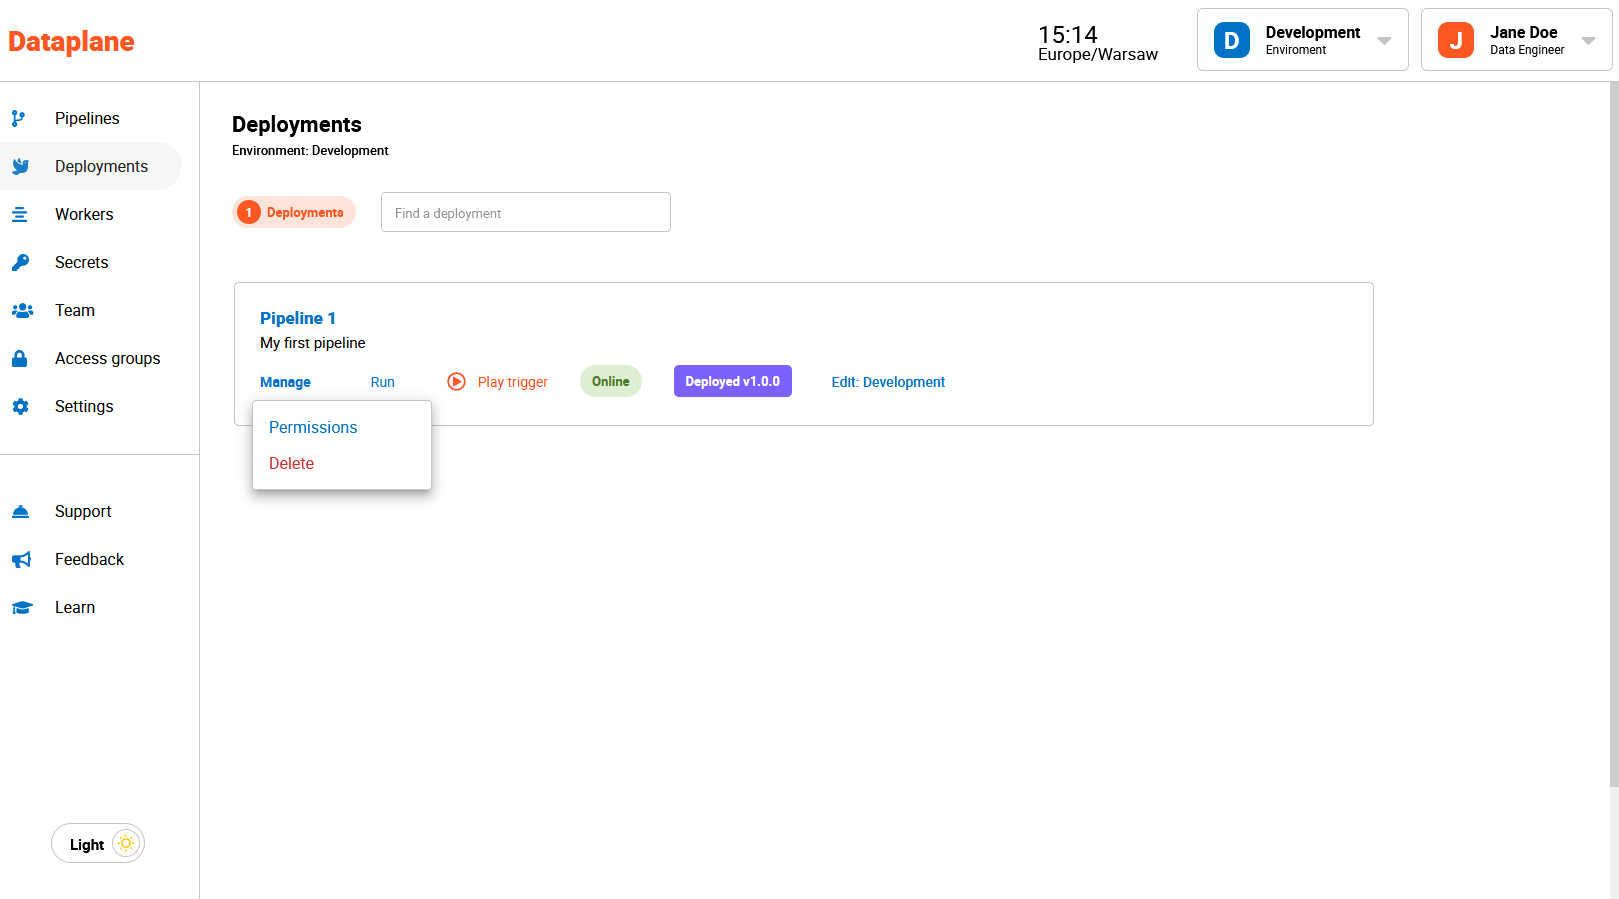 Dataplane
15:14
Europe/Warsaw
D
Development
Enviroment
J
Jane Doe
Data Engineer
Pipelines
Deployments
Workers
Secrets
Team
Access groups
Settings
Support
Feedback
Learn
Light
Deployments
Environment: Development
1 Deployments
Find a deployment
Pipeline 1
My first pipeline
Manage Run Play trigger Online Deployed v1.0.0 Edit: Development
Permissions
Delete